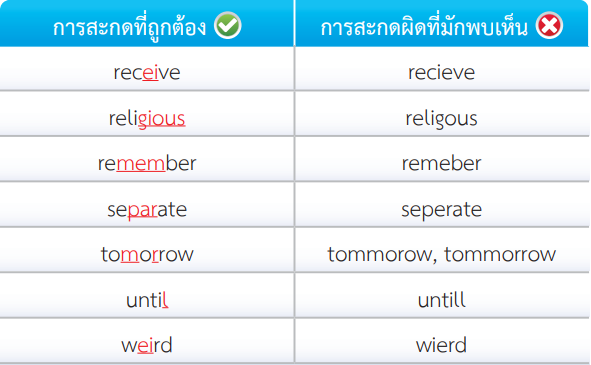 การสะกดที่ถูกต้อง การสะกดผิดที่มักพบเห็น
receive recieve
religious religous
remember remeber
separate seperate
tomorrow tommorow, tommorrow
until untill
weird wierd